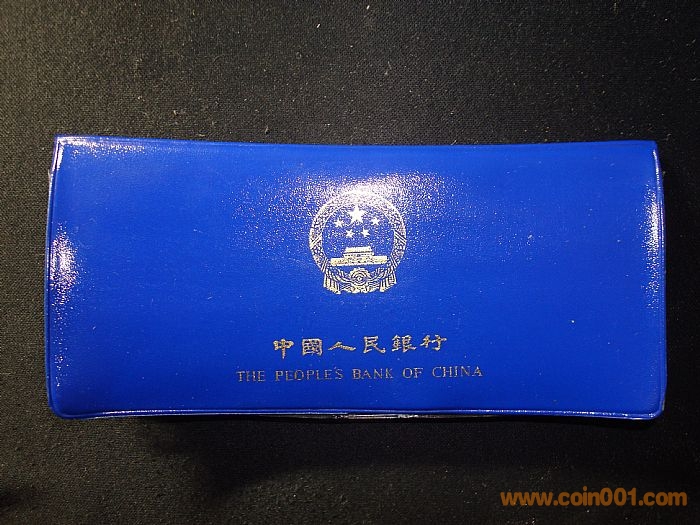 中國人民銀行
THE PEOPLE'S BANK OF CHINA
www.coin001.com